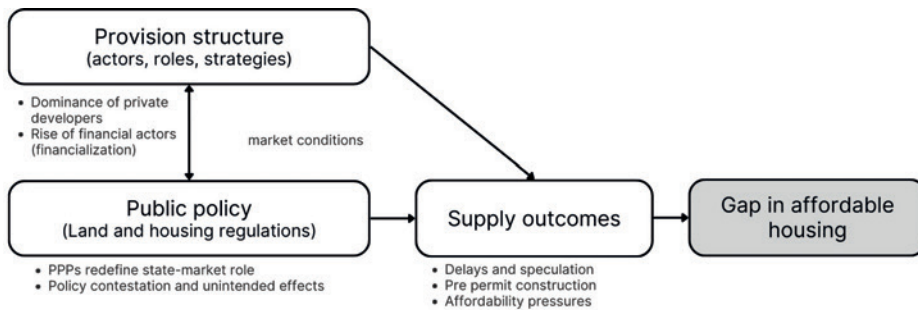 Provision structure
(actors, roles, strategies)
• Dominance of private
developers
• Rise of financial actors
(financialization)
market conditions
Public policy
(Land and housing regulations)
• PPPs redefine state-market role
• Policy contestation and unintended effects
Supply outcomes
• Delays and speculation
• Pre permit construction
• Affordability pressures
Gap in affordable
housing